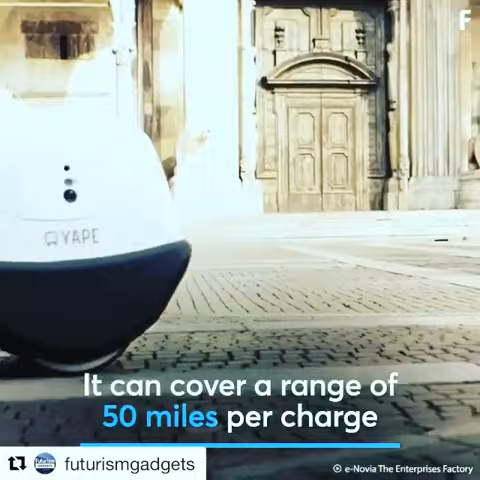 F
YAPE
It can cover a range of
50 miles per charge
futurismgadgets
© e-Novia The Enterprises Factory